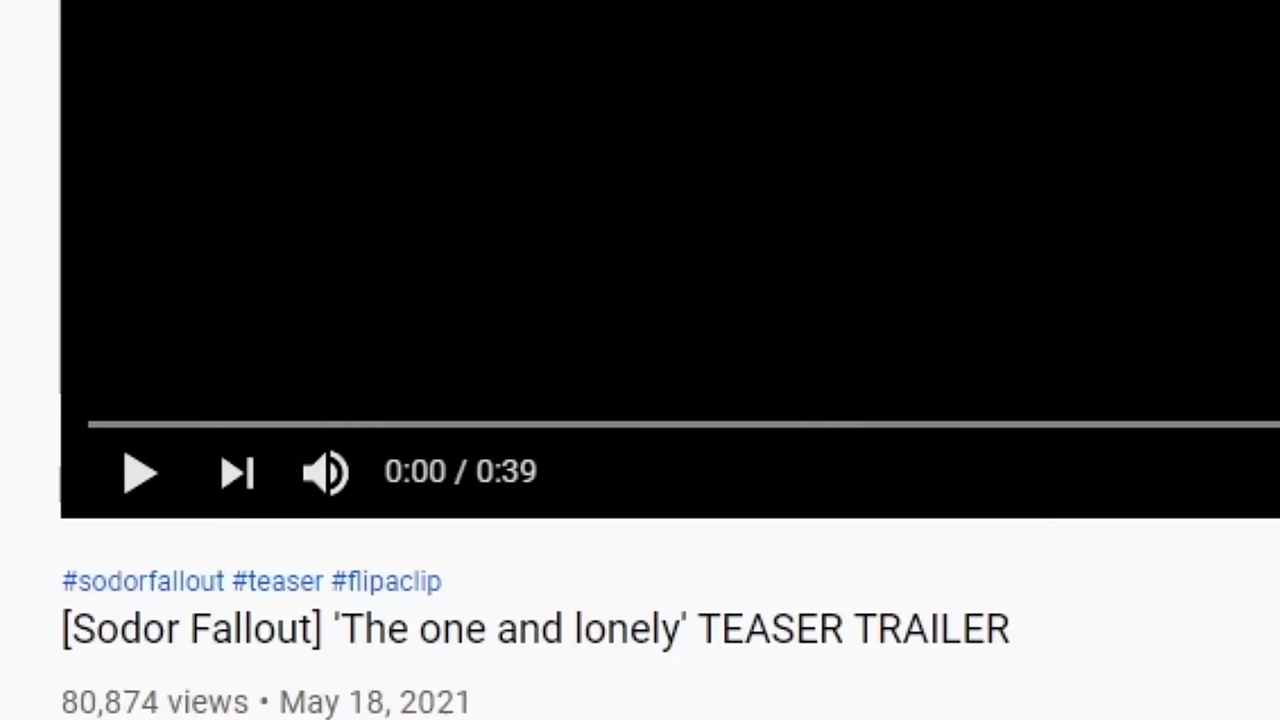 0:00 / 0:39
#sodorfallout #teaser #flipaclip
[Sodor Fallout] 'The one and lonely' TEASER TRAILER
80,874 views • May 18, 2021